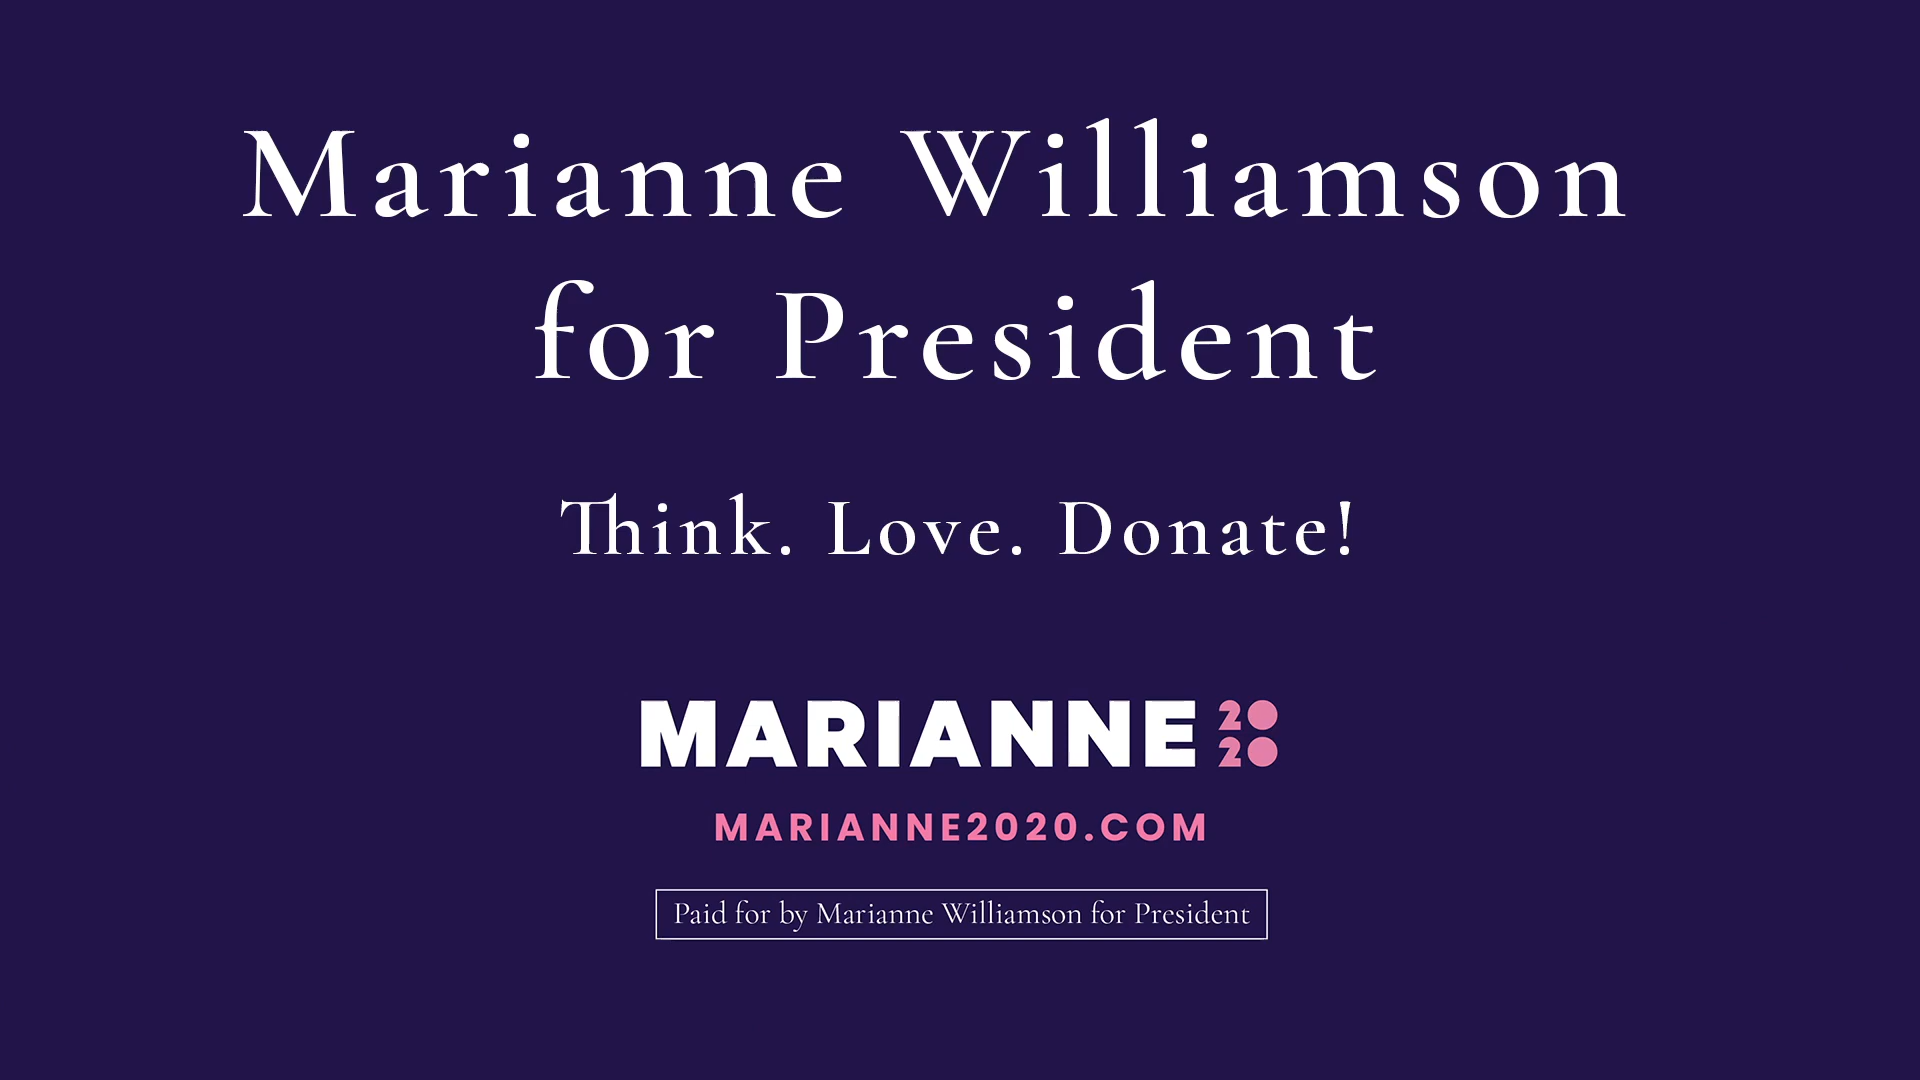 Marianne Williamson
for President
Think. Love. Donate!
MARIANNE 2020
MARIANNE2020.COM
Paid for by Marianne Williamson for President